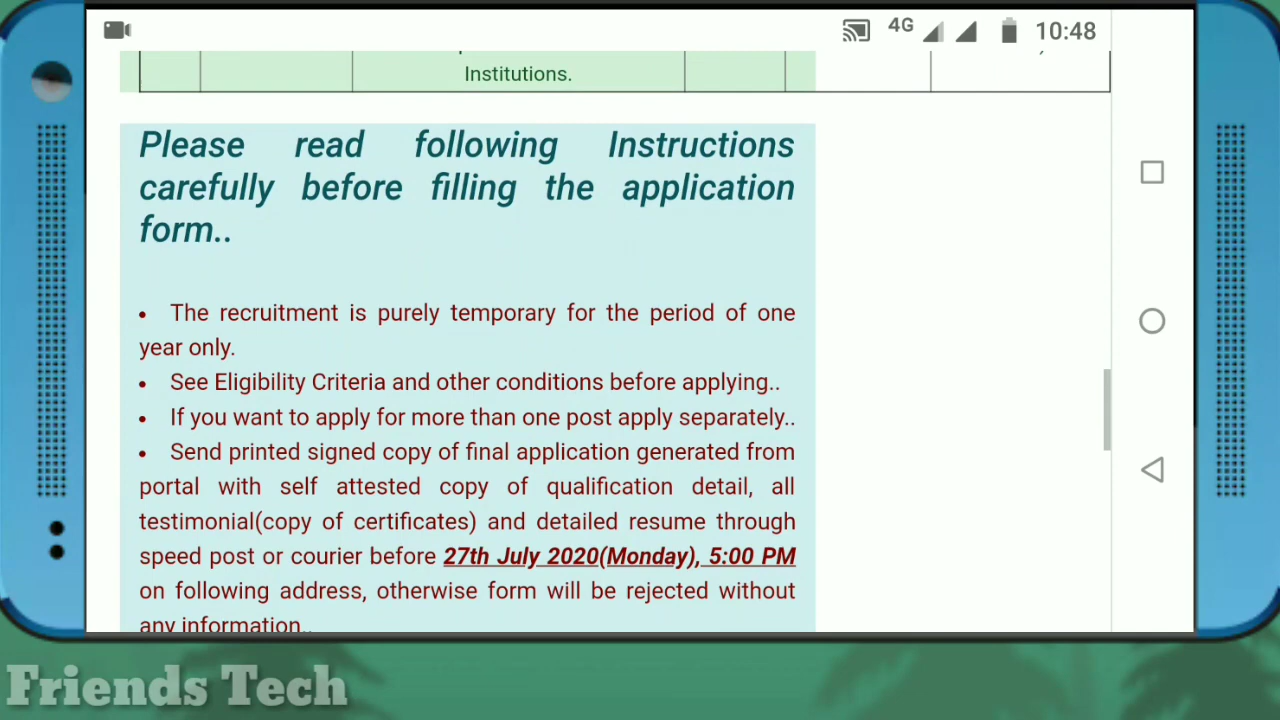 4G 10:48
Institutions.
Please read following Instructions
carefully before filling the application
form..
• The recruitment is purely temporary for the period of one
year only.
• See Eligibility Criteria and other conditions before applying..
• If you want to apply for more than one post apply separately..
• Send printed signed copy of final application generated from
portal with self attested copy of qualification detail, all
testimonial(copy of certificates) and detailed resume through
speed post or courier before 27th July 2020(Monday), 5:00 PM
on following address, otherwise form will be rejected without
any information..
Friends Tech